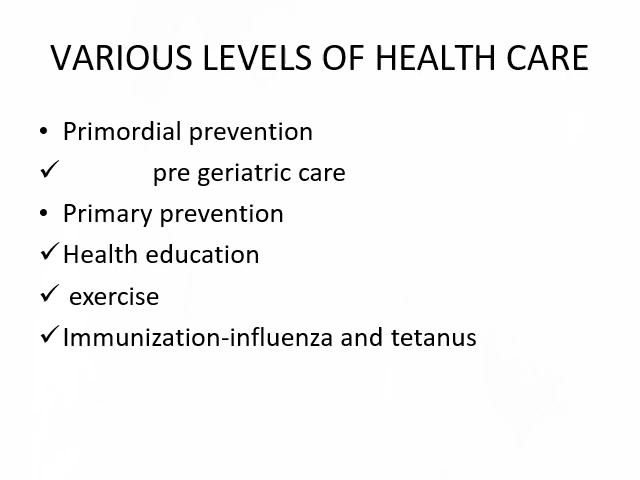 VARIOUS LEVELS OF HEALTH CARE
• Primordial prevention
✓ pre geriatric care
• Primary prevention
✓ Health education
✓ exercise
✓ Immunization-influenza and tetanus